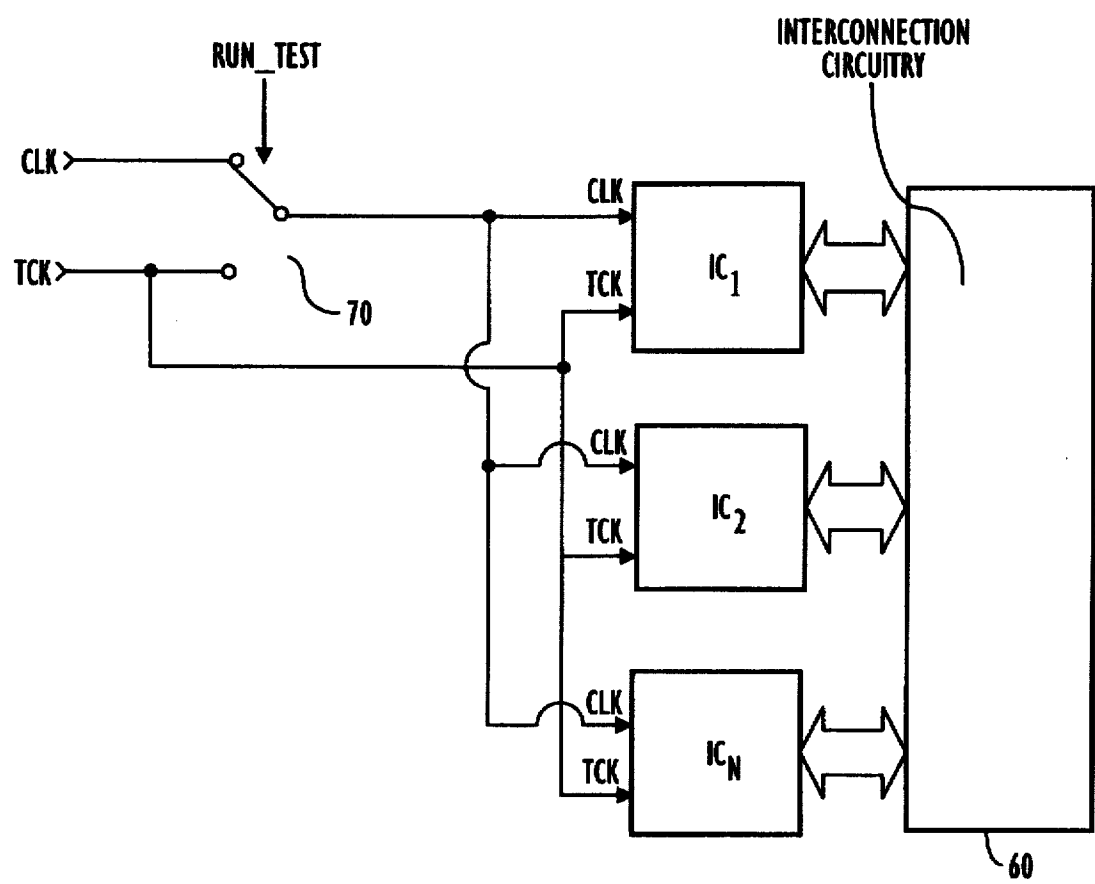 INTERCONNECTION
CIRCUITRY
RUN_TEST
CLK
TCK
70
CLK
TCK
IC1
CLK
TCK
IC2
CLK
TCK
ICN
60